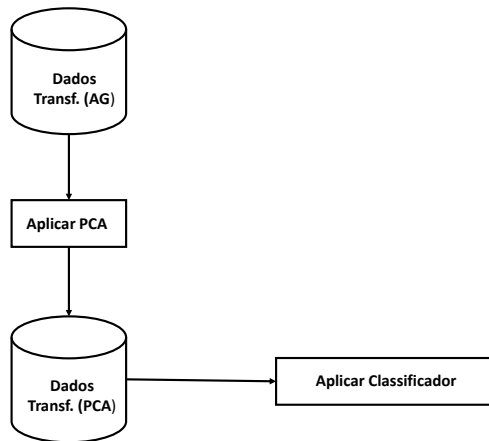 Dados
Transf. (AG)
Aplicar PCA
Dados
Transf. (PCA)
Aplicar Classificador